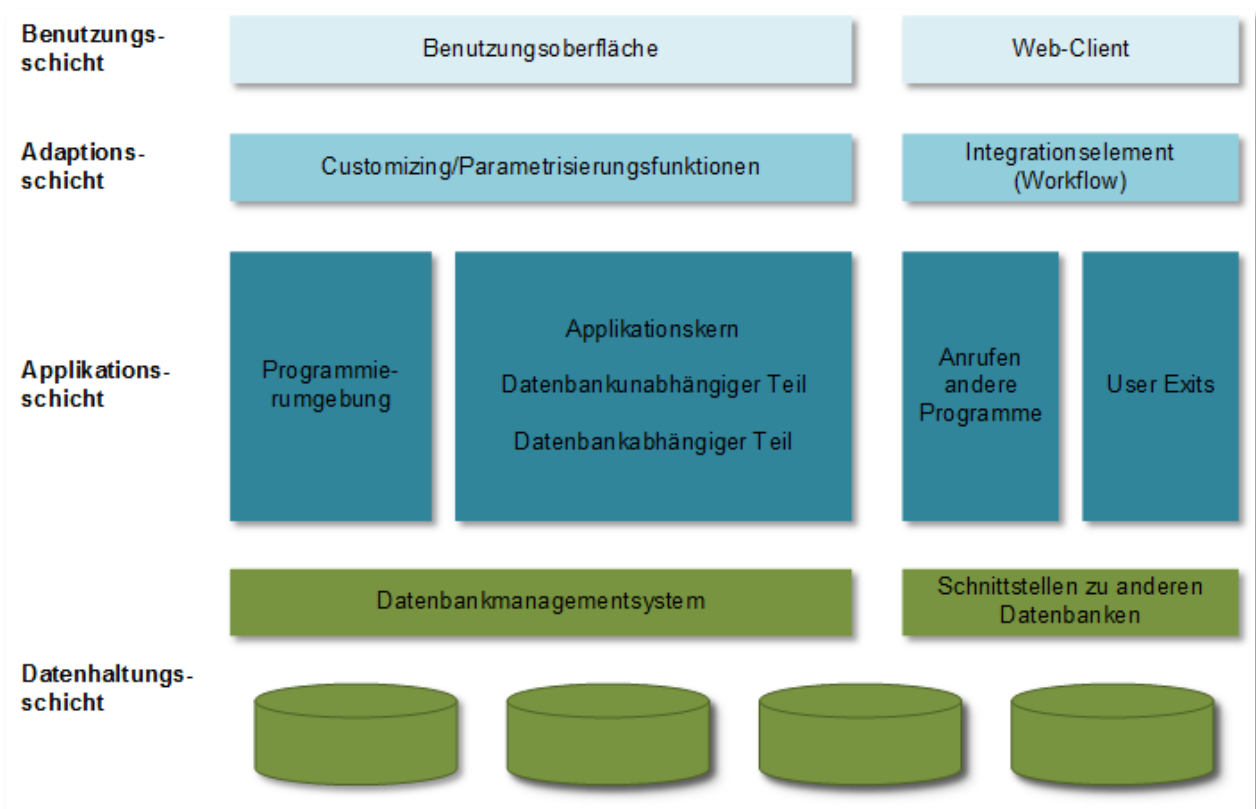 Benutzungs-
schicht
Benutzungsoberfläche
Web-Client
Adaptions-
schicht
Customizing/Parametrisierungsfunktionen
Integrationselement
(Workflow)
Applikations-
schicht
Programmie-
rumgebung
Applikationskern
Datenbankunabhängiger Teil
Datenbankabhängiger Teil
Anrufen
andere
Programme
User Exits
Datenbankmanagementsystem
Schnittstellen zu anderen
Datenbanken
Datenhaltungs-
schicht